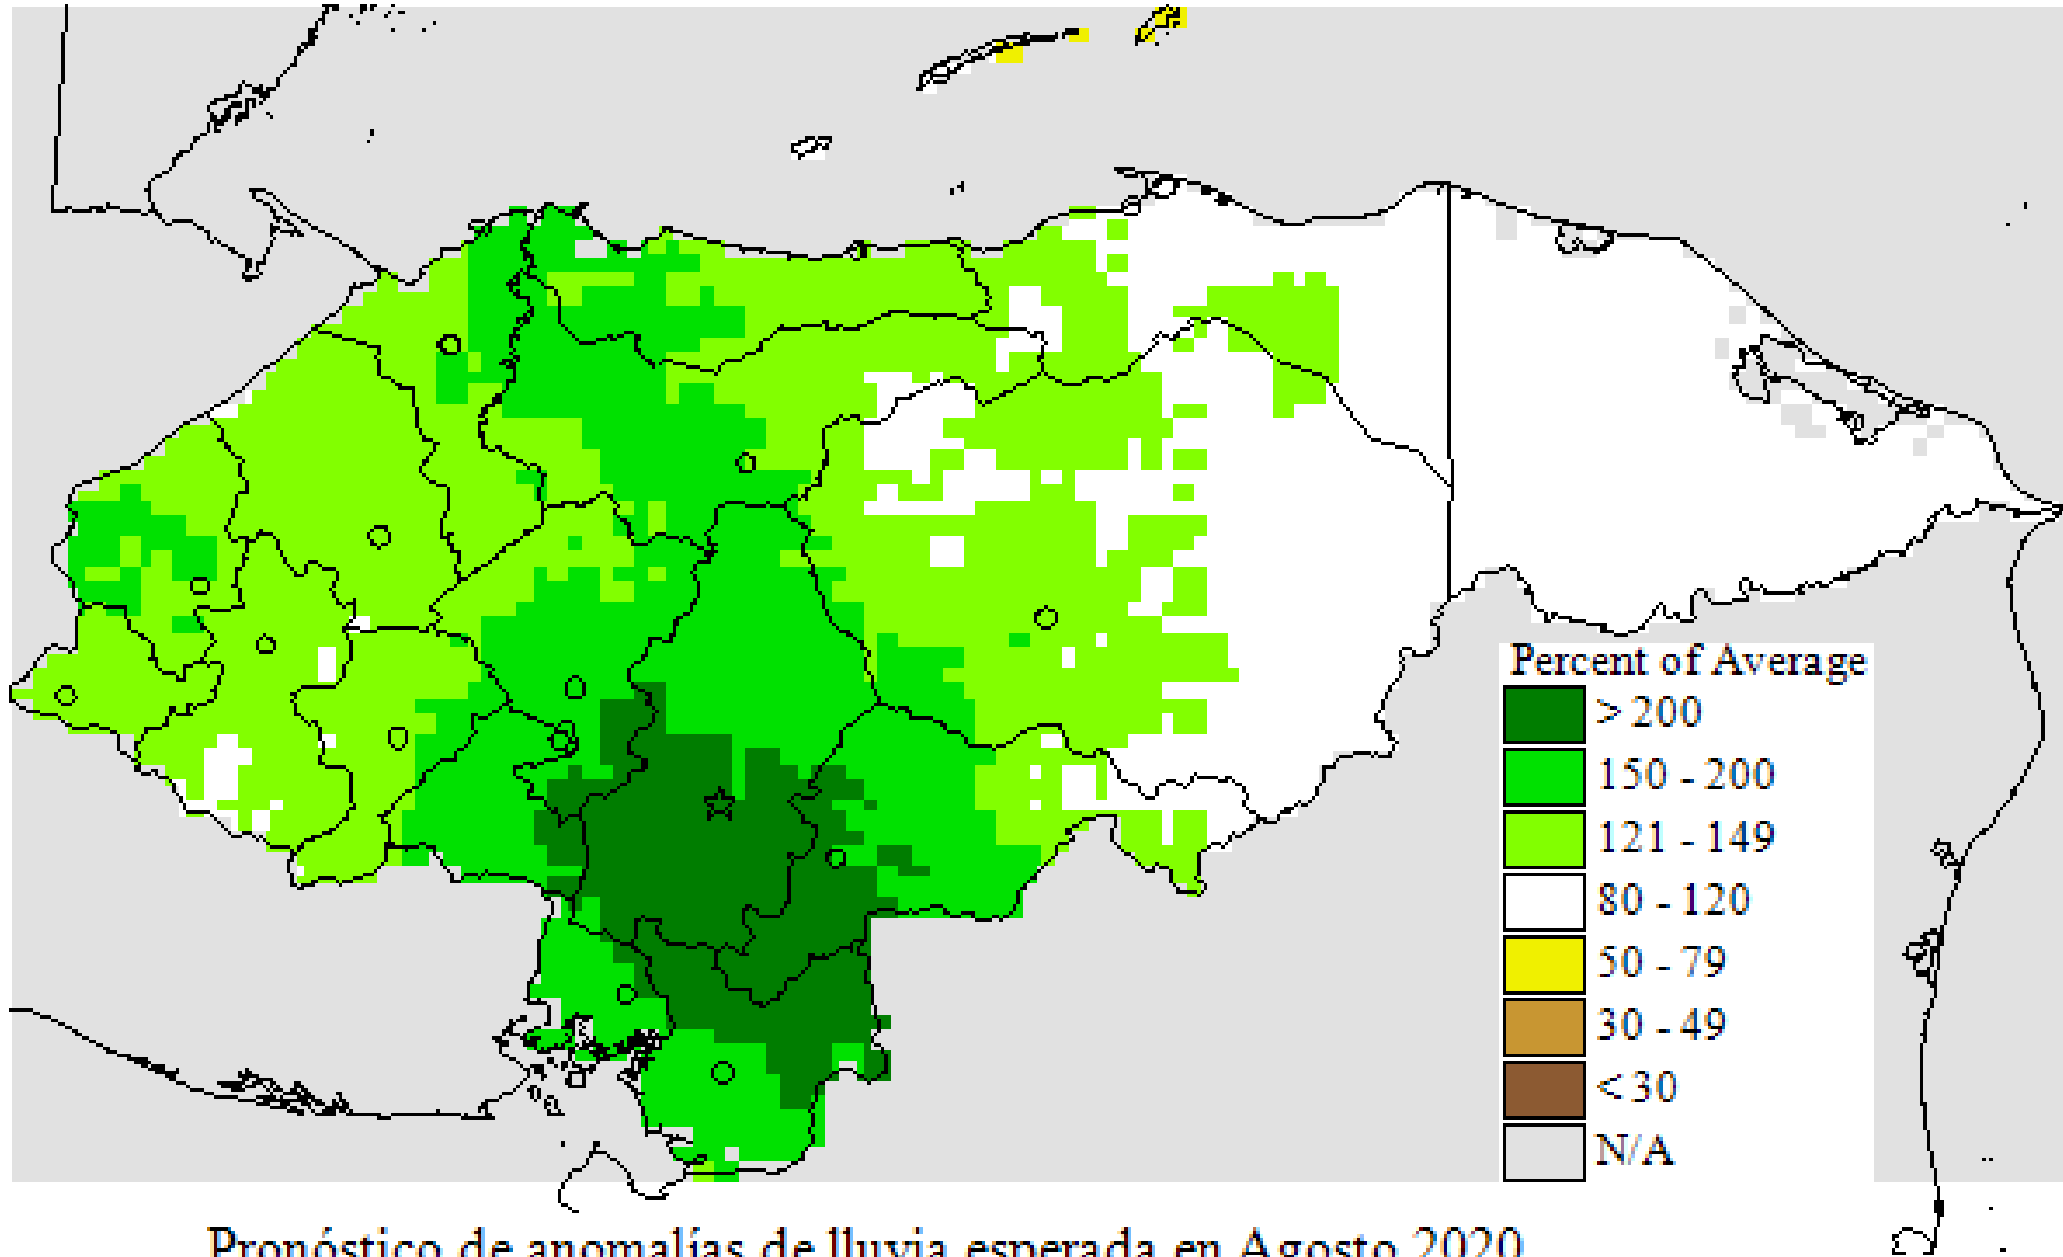 Percent of Average
> 200
150 - 200
121 - 149
80 - 120
50 - 79
30 - 49
< 30
N/A
Pronóstico de anomalías de lluvia esperada en Agosto 2020